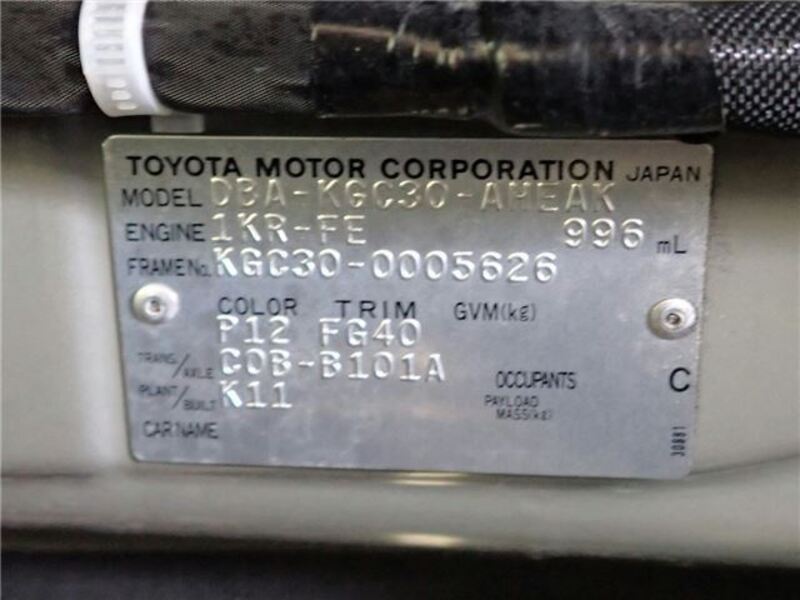 TOYOTA MOTOR CORPORATION JAPAN
MODEL DBA-KGC30-AHEAK
ENGINE 1KR-FE 996 mL
FRAME No. KGC30-0005626
COLOR TRIM GVM(kg)
P12 FG40
TRANS/AXLE C0B-B101A
OCCUPANTS C
PLANT/BUILT K11
PAYLOAD
MASS(kg)
CAR NAME
30881